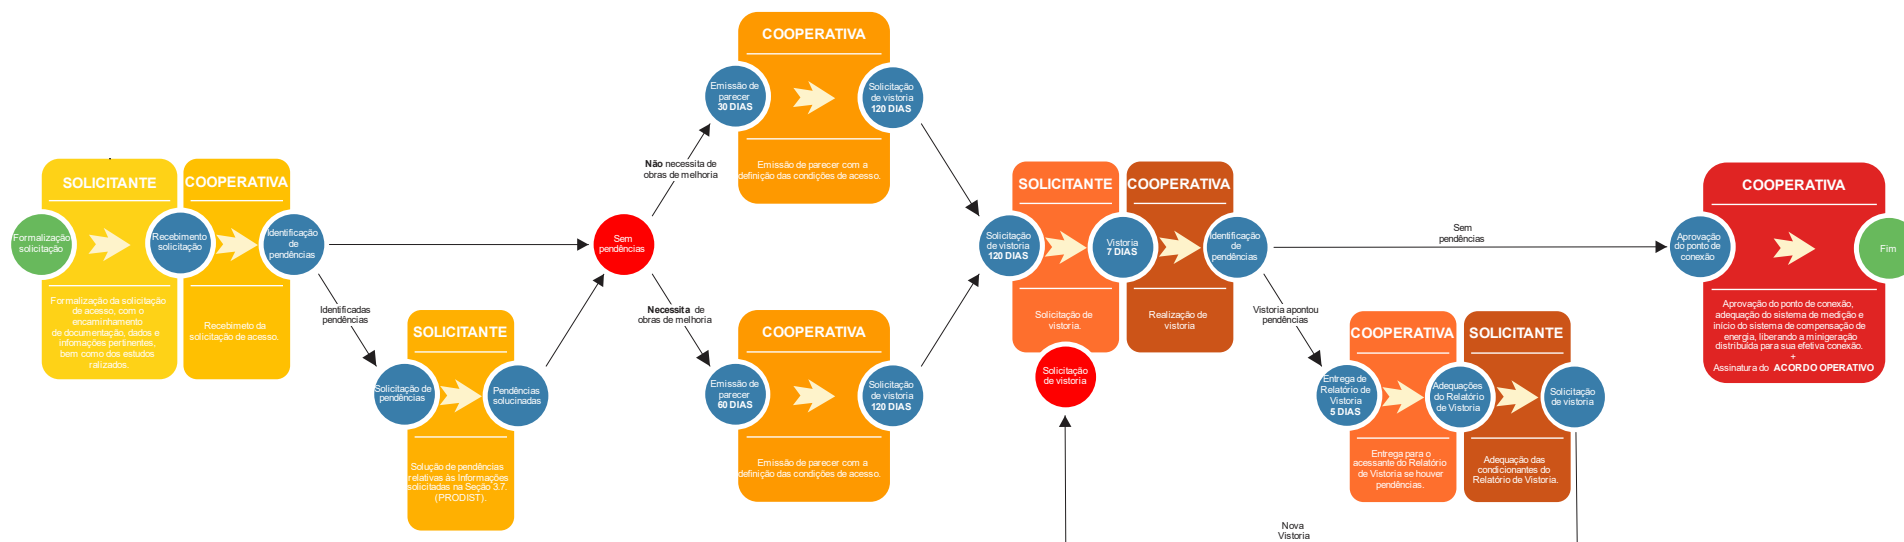 SOLICITANTE
COOPERATIVA
Formalização
solicitação
Recebimento
solicitação
Identificação
de
pendências
Formalização da solicitação
de acesso, com o
encaminhamento
de documentação, dados e
infomações pertinentes,
bem como dos estudos
ralizados.
Recebimeto da
solicitação de acesso.
Identificadas
pendências
SOLICITANTE
Solicitação de
pendências
Pendências
solucinadas
Solução de pendências
relativas às Informações
solicitadas na Seção 3.7.
(PRODIST).
Sem
pendências
Não necessita de
obras de melhoria
Necessita de
obras de melhoria
COOPERATIVA
Emissão de
parecer
30 DIAS
Solicitação
de vistoria
120 DIAS
Emissão de parecer com a
definição das condições de acesso.
COOPERATIVA
Emissão de
parecer
60 DIAS
Solicitação
de vistoria
120 DIAS
Emissão de parecer com a
definição das condições de acesso.
SOLICITANTE
COOPERATIVA
Solicitação
de vistoria
120 DIAS
Vistoria
7 DIAS
Identificação
de
pendências
Solicitação de
vistoria.
Realização de
vistoria
Solicitação
de vistoria
Sem
pendências
Vistoria apontou
pendências
COOPERATIVA
SOLICITANTE
Entrega de
Relatório de
Vistoria
5 DIAS
Adequações
do Relatório
de Vistoria
Solicitação
de vistoria
Entrega para o
acessante do Relatório
de Vistoria se houver
pendências.
Adequação das
condicionantes do
Relatório de Vistoria.
Nova
Vistoria
COOPERATIVA
Aprovação
do ponto de
conexão
Fim
Aprovação do ponto de conexão,
adequação do sistema de medição e
início do sistema de compensação de
energia, liberando a minigeração
distribuída para sua efetiva conexão.
+
Assinatura do ACORDO OPERATIVO